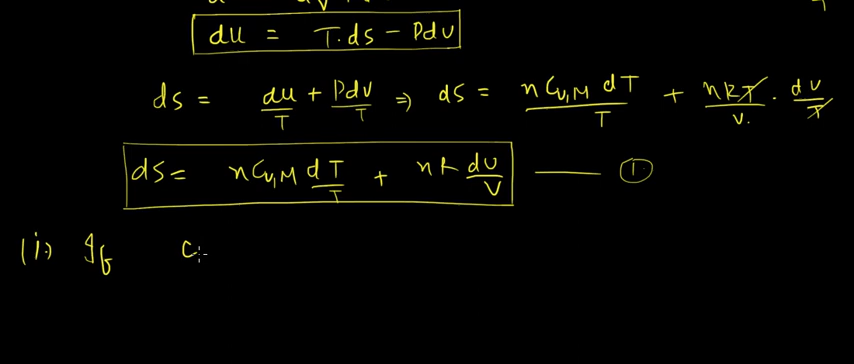 du = T.ds - Pdv
ds = du/T + Pdv/T ⇒ ds = nCv,M dT/T + nRT/V. · dv/T
ds = nCv,M dT/T + nR dv/V —— ①
(i) If C